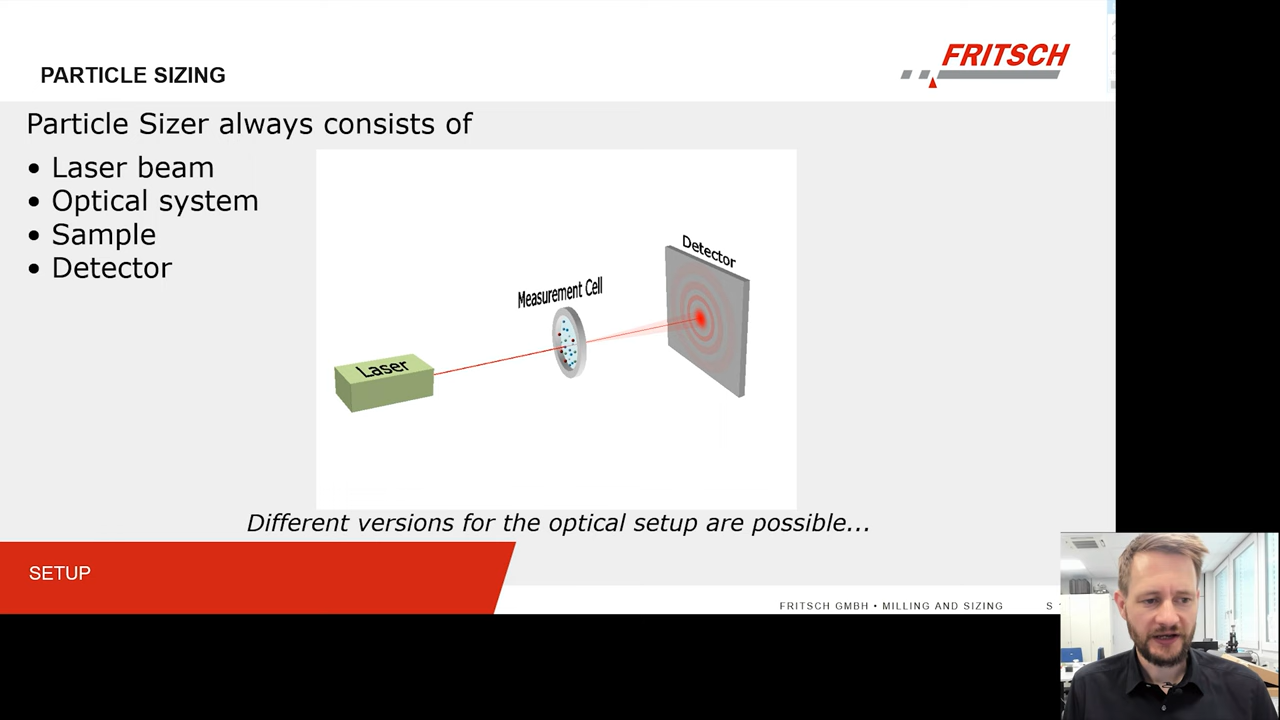 FRITSCH
PARTICLE SIZING
Particle Sizer always consists of
• Laser beam
• Optical system
• Sample
• Detector
Detector
Measurement Cell
Laser
Different versions for the optical setup are possible...
SETUP
FRITSCH GMBH • MILLING AND SIZING
S